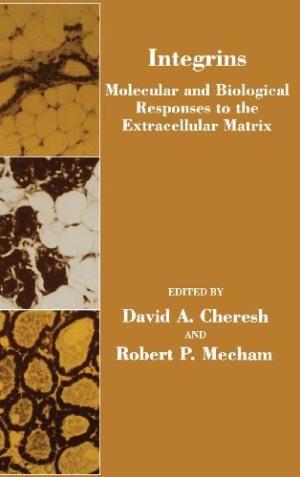 Integrins
Molecular and Biological
Responses to the
Extracellular Matrix
EDITED BY
David A. Cheresh
AND
Robert P. Mecham